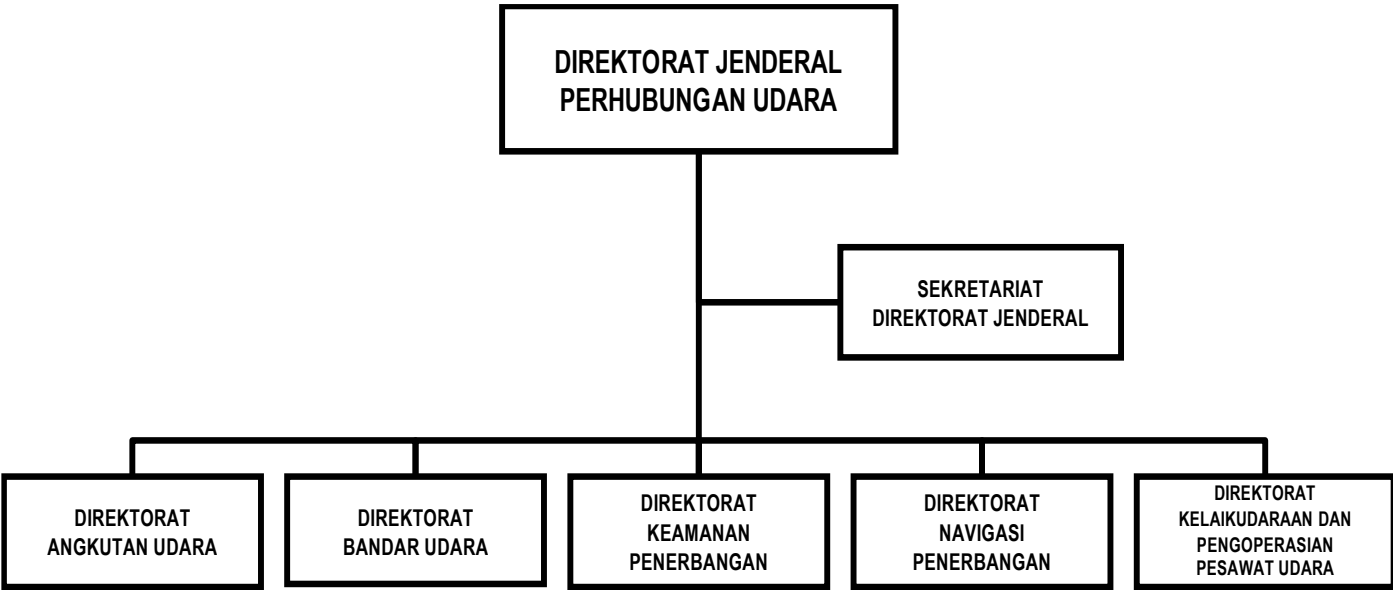 DIREKTORAT JENDERAL
PERHUBUNGAN UDARA
SEKRETARIAT
DIREKTORAT JENDERAL
DIREKTORAT
ANGKUTAN UDARA
DIREKTORAT
BANDAR UDARA
DIREKTORAT
KEAMANAN
PENERBANGAN
DIREKTORAT
NAVIGASI
PENERBANGAN
DIREKTORAT
KELAIKUDARAAN DAN
PENGOPERASIAN
PESAWAT UDARA